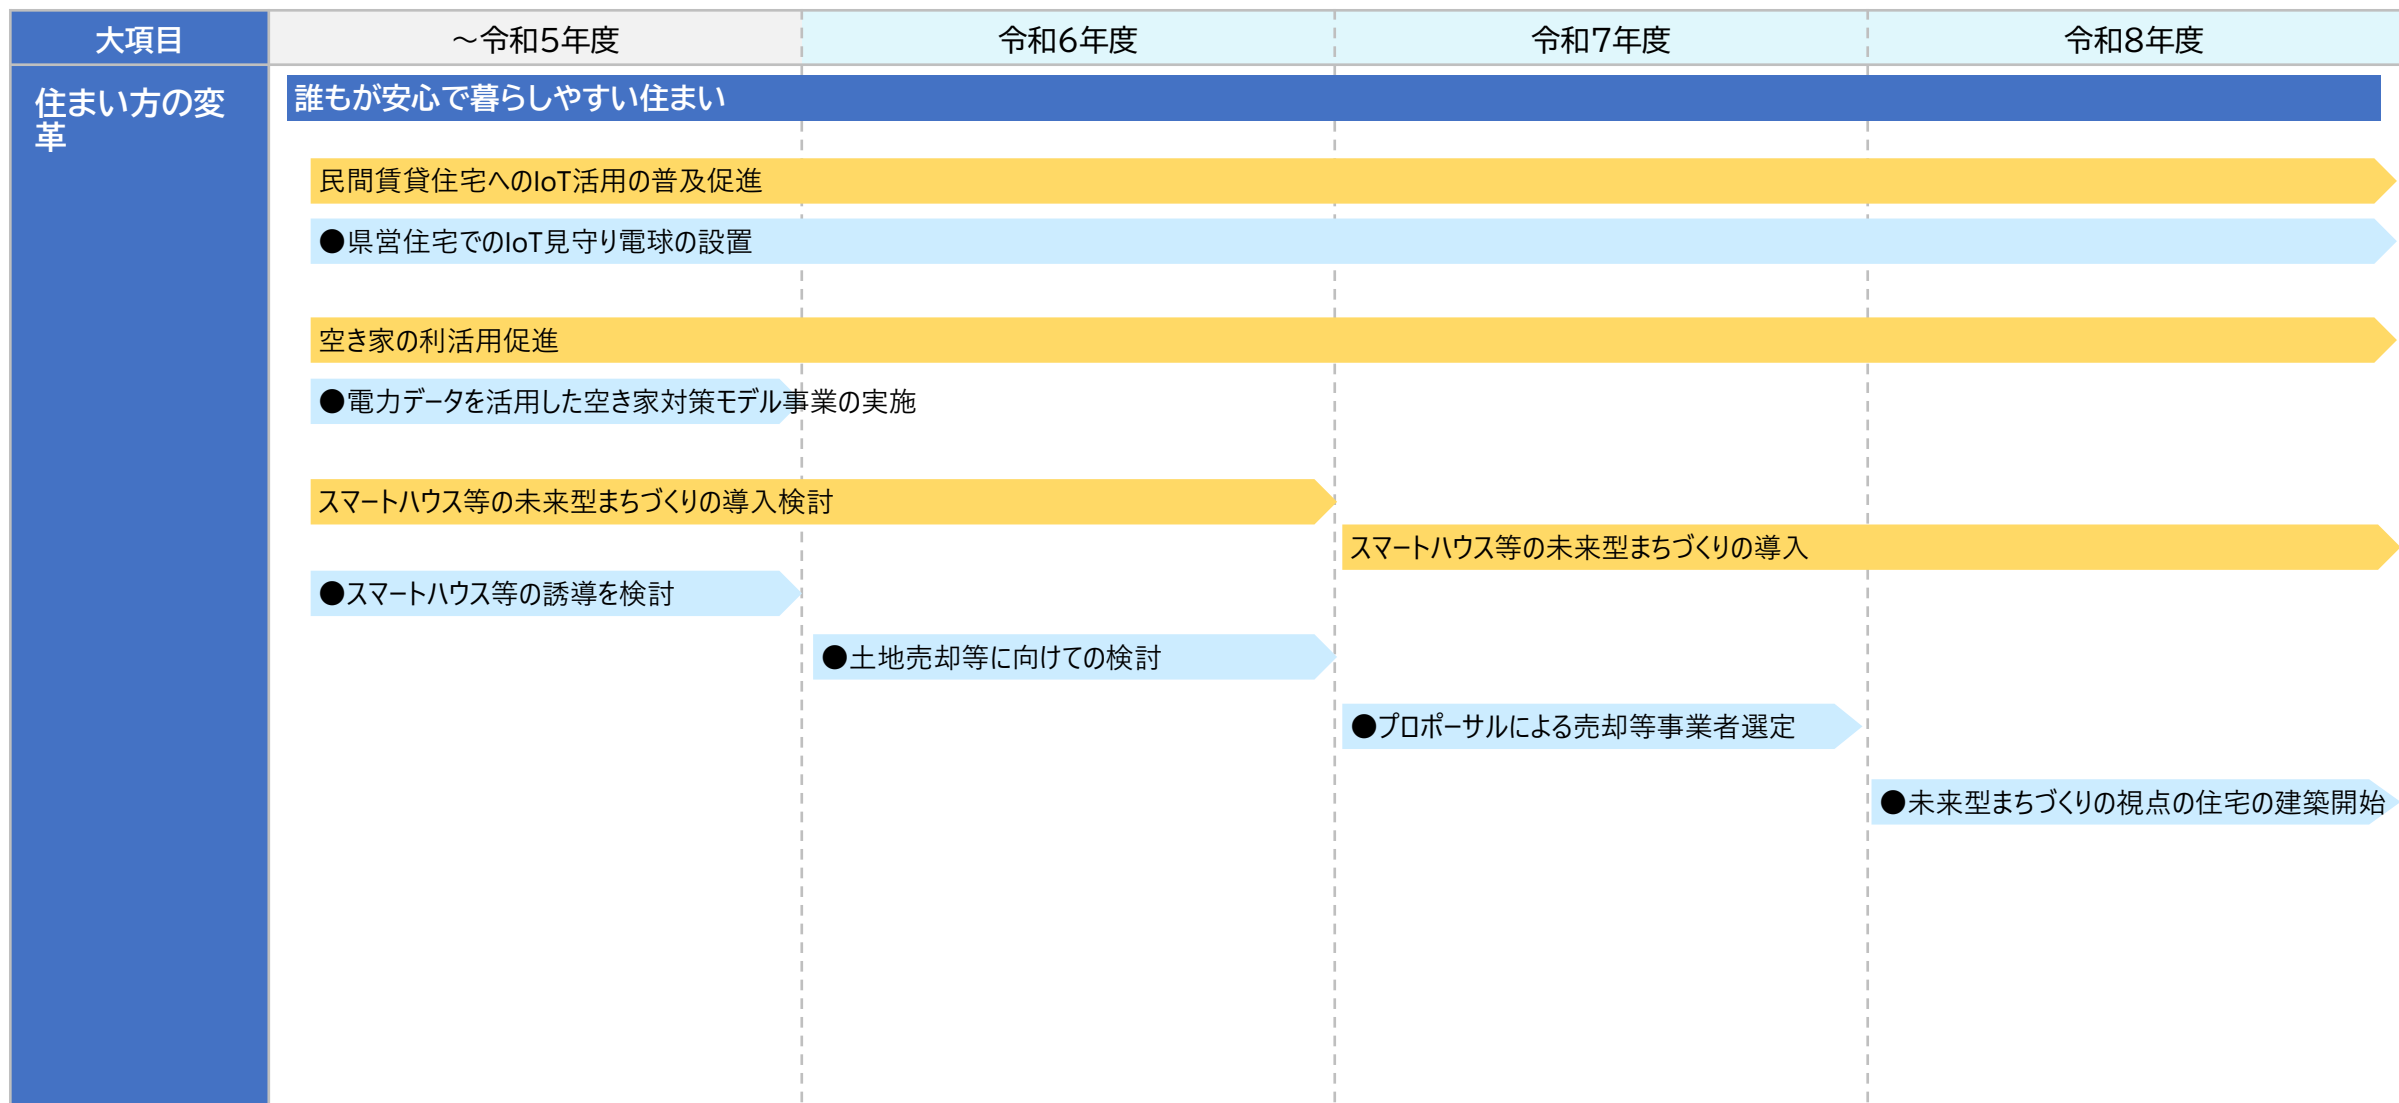 大項目
～令和5年度
令和6年度
令和7年度
令和8年度
住まい方の変
革
誰もが安心で暮らしやすい住まい
民間賃貸住宅へのIoT活用の普及促進
●県営住宅でのIoT見守り電球の設置
空き家の利活用促進
●電力データを活用した空き家対策モデル事業の実施
スマートハウス等の未来型まちづくりの導入検討
スマートハウス等の未来型まちづくりの導入
●スマートハウス等の誘導を検討
●土地売却等に向けての検討
●プロポーサルによる売却等事業者選定
●未来型まちづくりの視点の住宅の建築開始